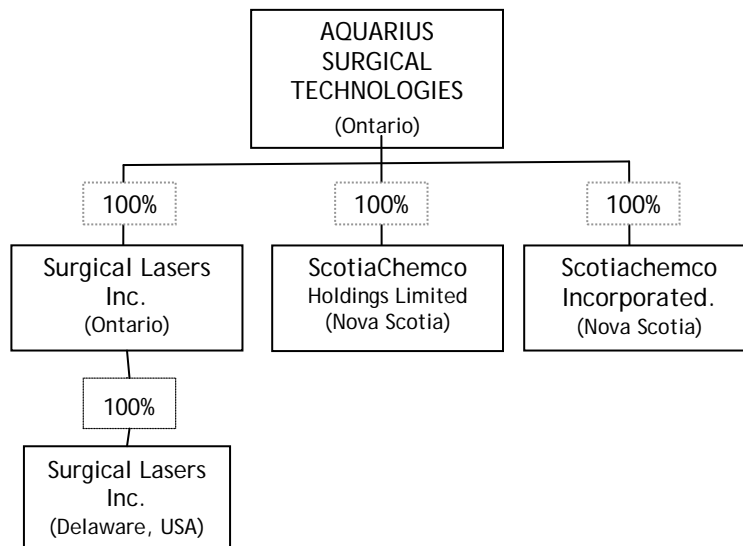 AQUARIUS
SURGICAL
TECHNOLOGIES
(Ontario)
100%
100%
100%
Surgical Lasers
Inc.
(Ontario)
ScotiaChemco
Holdings Limited
(Nova Scotia)
Scotiachemco
Incorporated.
(Nova Scotia)
100%
Surgical Lasers
Inc.
(Delaware, USA)